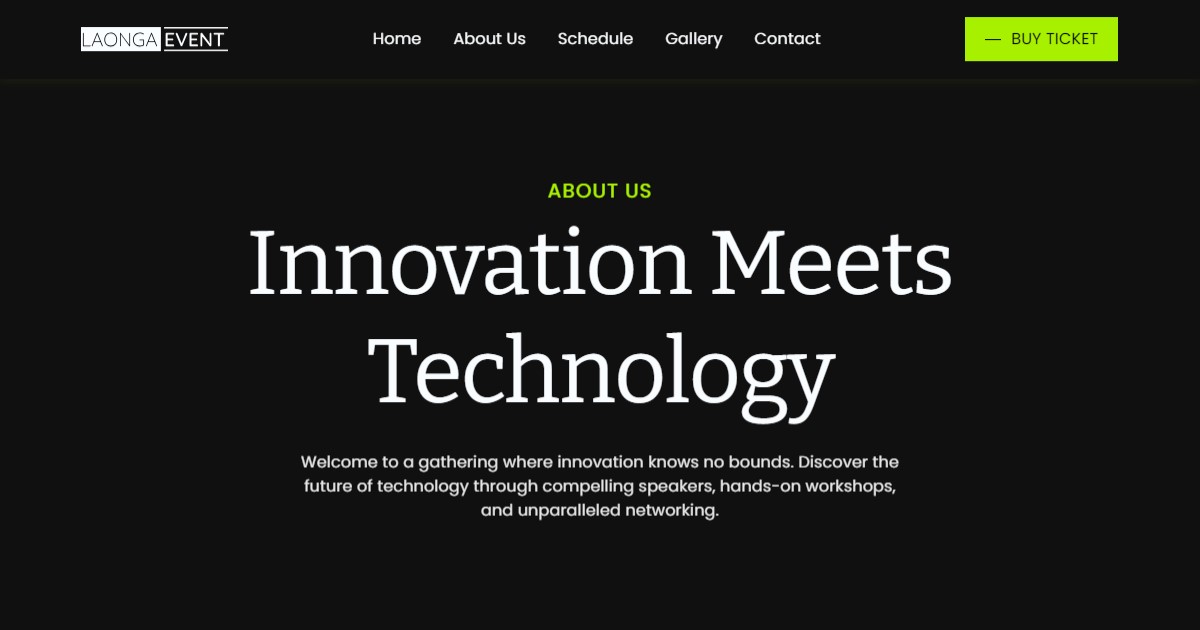 LAONGA EVENT
Home
About Us
Schedule
Gallery
Contact
— BUY TICKET
ABOUT US
Innovation Meets
Technology
Welcome to a gathering where innovation knows no bounds. Discover the
future of technology through compelling speakers, hands-on workshops,
and unparalleled networking.